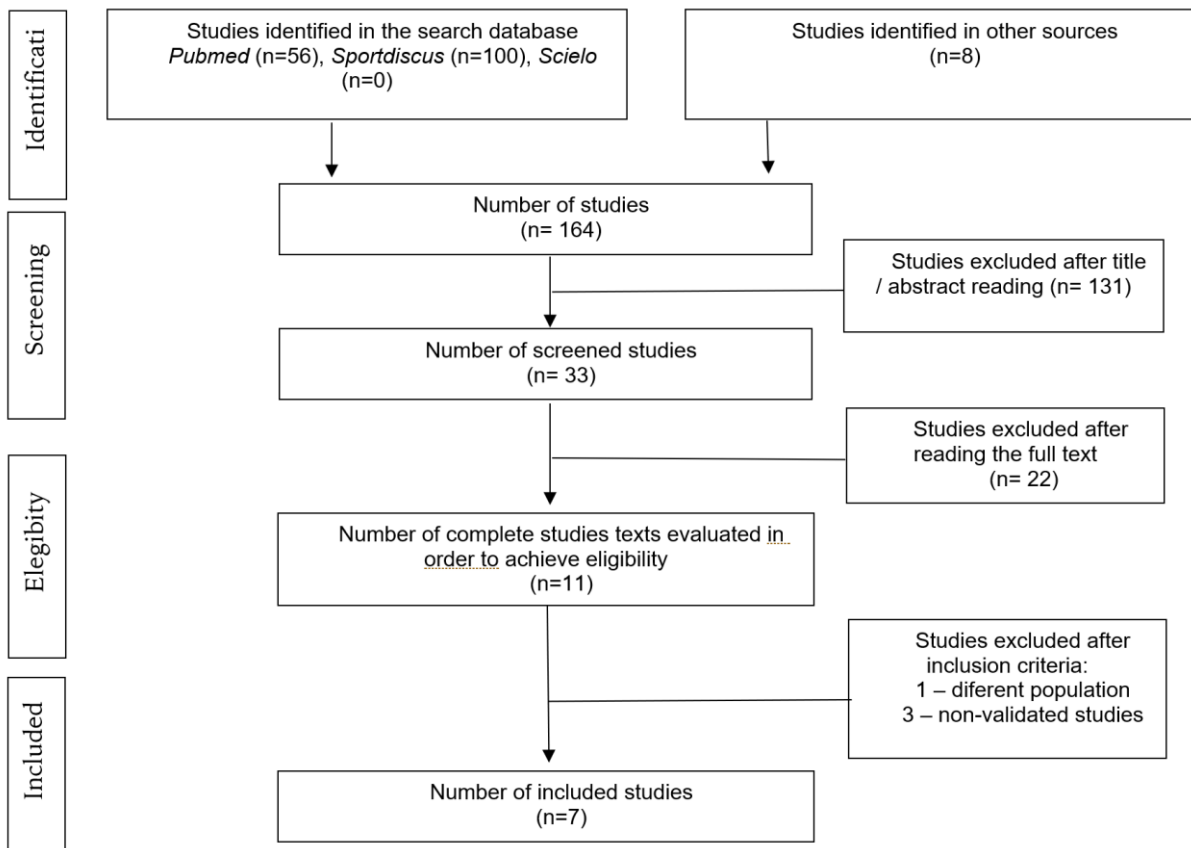 Identificati
Studies identified in the search database
Pubmed (n=56), Sportdiscus (n=100), Scielo
(n=0)
Studies identified in other sources
(n=8)
Number of studies
(n= 164)
Screening
Studies excluded after title
/ abstract reading (n= 131)
Number of screened studies
(n= 33)
Studies excluded after
reading the full text
(n= 22)
Elegibity
Number of complete studies texts evaluated in
order to achieve eligibility
(n=11)
Studies excluded after
inclusion criteria:
1 – diferent population
3 – non-validated studies
Included
Number of included studies
(n=7)